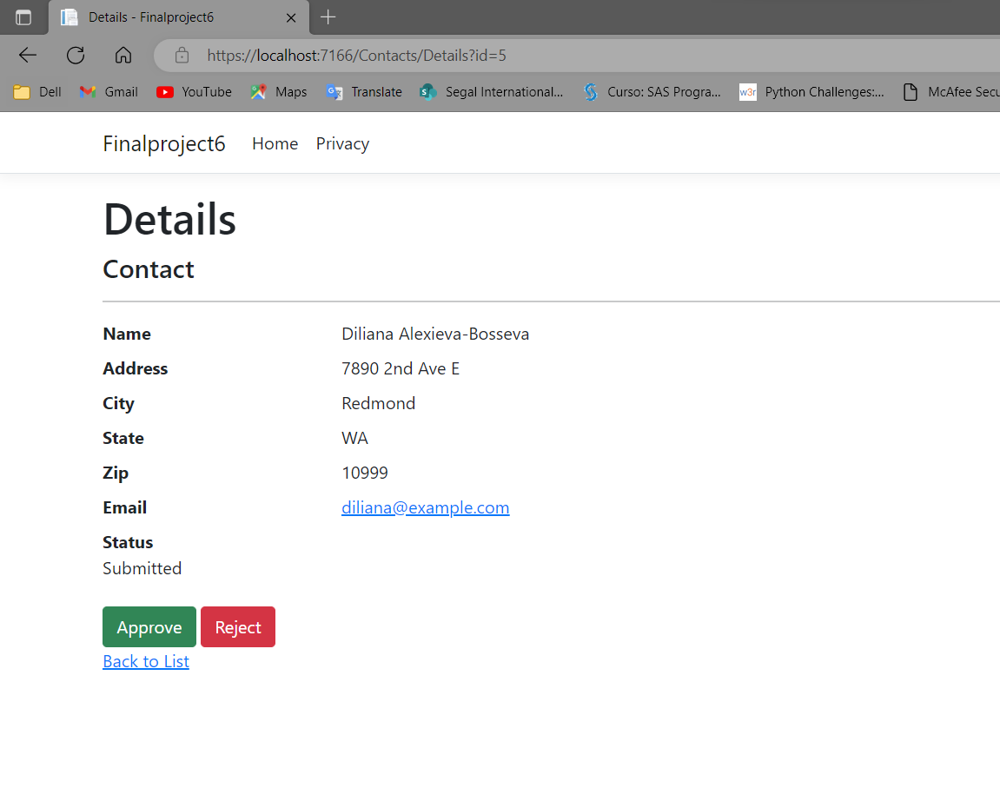 Details - Finalproject6
https://localhost:7166/Contacts/Details?id=5
Dell Gmail YouTube Maps Translate Segal International... Curso: SAS Progra... w3r Python Challenges:... McAfee Secu
Finalproject6 Home Privacy
Details
Contact
Name Diliana Alexieva-Bosseva
Address 7890 2nd Ave E
City Redmond
State WA
Zip 10999
Email diliana@example.com
Status
Submitted
Approve Reject
Back to List